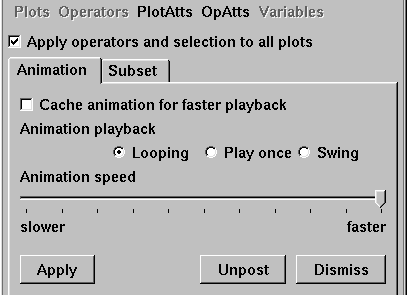 Plots Operators PlotAtts OpAtts Variables
Apply operators and selection to all plots
Animation Subset
Cache animation for faster playback
Animation playback
Looping Play once Swing
Animation speed
slower faster
Apply Unpost Dismiss